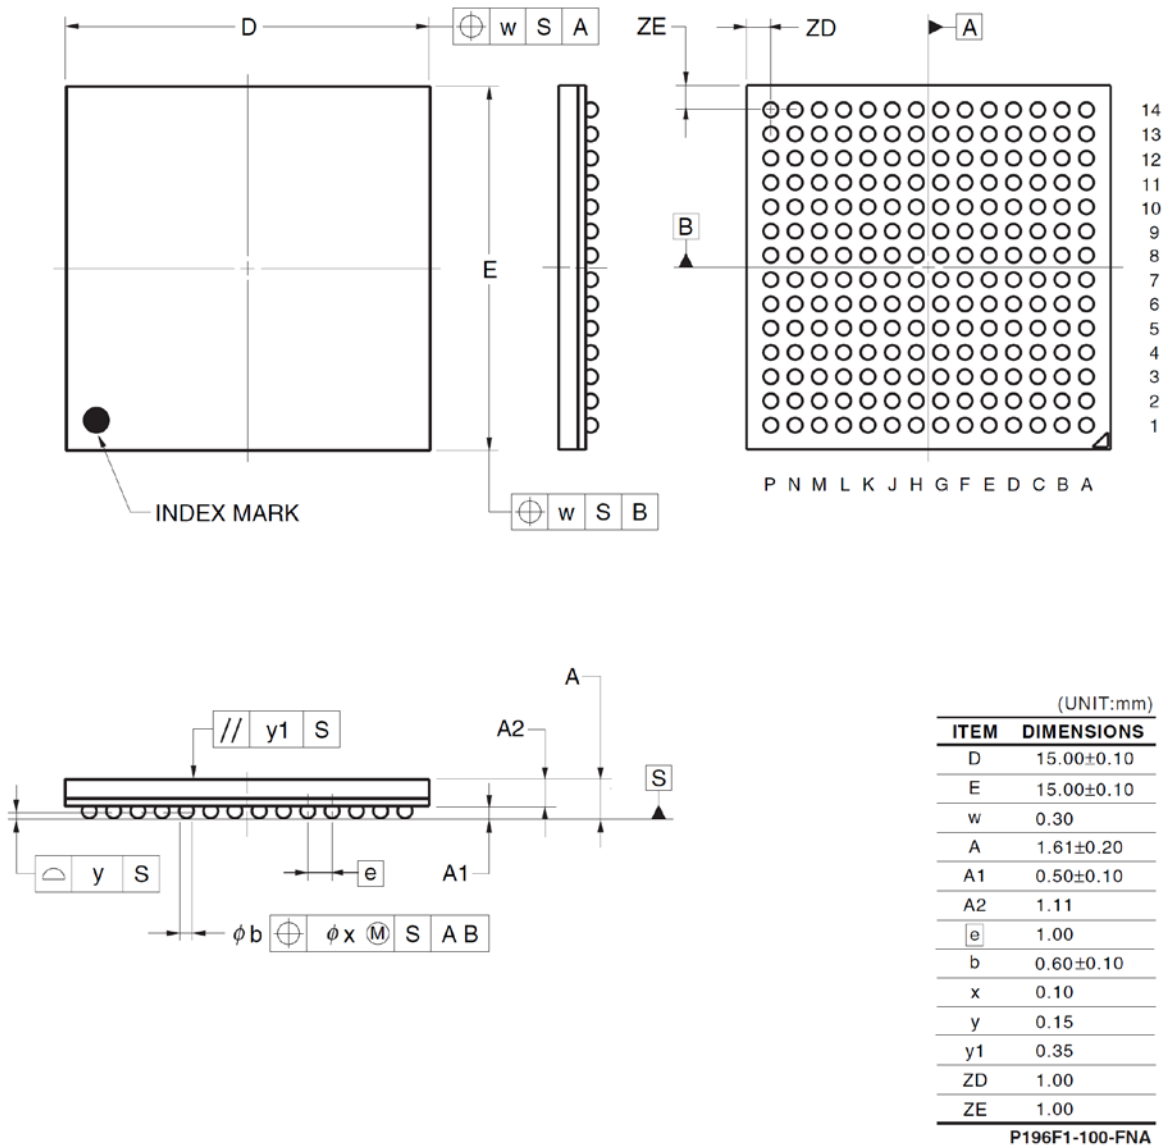 D
w S A
ZE
ZD
A
14
13
12
11
10
9
8
7
6
5
4
3
2
1
B
E
P N M L K J H G F E D C B A
INDEX MARK
w S B
A
// y1 S
A2
S
y S
e
A1
ϕb ϕx Ⓜ S A B
(UNIT:mm)
ITEM DIMENSIONS
D 15.00±0.10
E 15.00±0.10
w 0.30
A 1.61±0.20
A1 0.50±0.10
A2 1.11
e 1.00
b 0.60±0.10
x 0.10
y 0.15
y1 0.35
ZD 1.00
ZE 1.00
P196F1-100-FNA